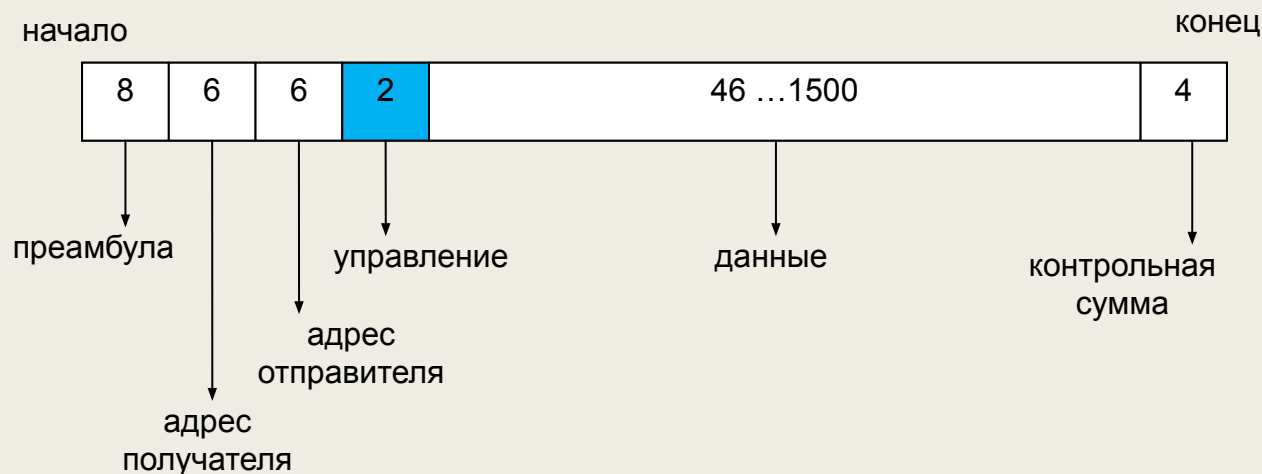 начало
конец
8
6
6
2
46 ...1500
4
преамбула
управление
данные
контрольная
сумма
адрес
отправителя
адрес
получателя